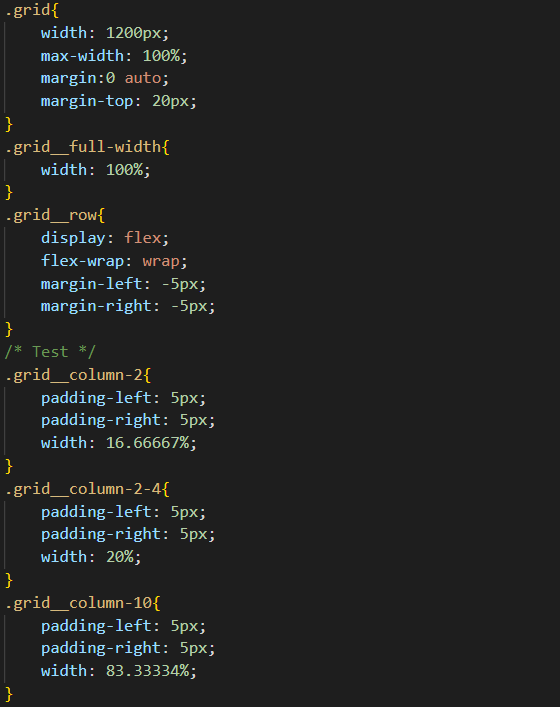 .grid{
    width: 1200px;
    max-width: 100%;
    margin:0 auto;
    margin-top: 20px;
}
.grid__full-width{
    width: 100%;
}
.grid__row{
    display: flex;
    flex-wrap: wrap;
    margin-left: -5px;
    margin-right: -5px;
}
/* Test */
.grid__column-2{
    padding-left: 5px;
    padding-right: 5px;
    width: 16.66667%;
}
.grid__column-2-4{
    padding-left: 5px;
    padding-right: 5px;
    width: 20%;
}
.grid__column-10{
    padding-left: 5px;
    padding-right: 5px;
    width: 83.33334%;
}